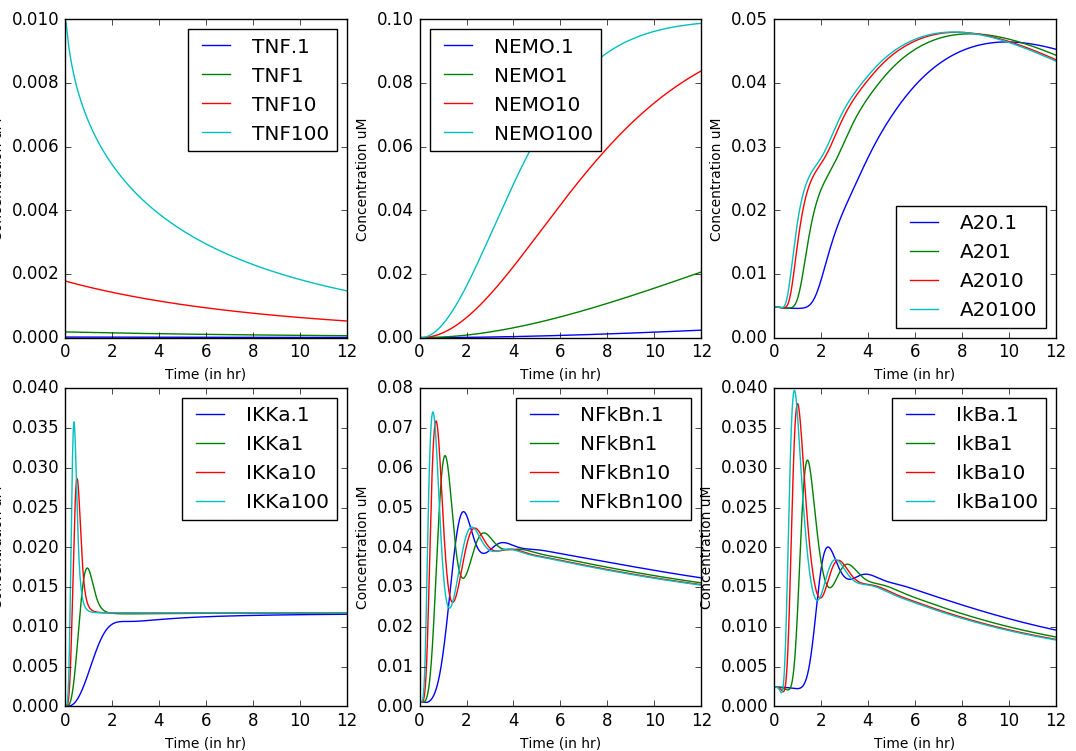 0.010
0.008
0.006
0.004
0.002
0.000
0 2 4 6 8 10 12
Time (in hr)
TNF.1
TNF1
TNF10
TNF100
Concentration uM
0.10
0.08
0.06
0.04
0.02
0.00
0 2 4 6 8 10 12
Time (in hr)
NEMO.1
NEMO1
NEMO10
NEMO100
Concentration uM
0.05
0.04
0.03
0.02
0.01
0.00
0 2 4 6 8 10 12
Time (in hr)
A20.1
A201
A2010
A20100
0.040
0.035
0.030
0.025
0.020
0.015
0.010
0.005
0.000
0 2 4 6 8 10 12
Time (in hr)
IKKa.1
IKKa1
IKKa10
IKKa100
Concentration uM
0.08
0.07
0.06
0.05
0.04
0.03
0.02
0.01
0.00
0 2 4 6 8 10 12
Time (in hr)
NFkBn.1
NFkBn1
NFkBn10
NFkBn100
Concentration uM
0.040
0.035
0.030
0.025
0.020
0.015
0.010
0.005
0.000
0 2 4 6 8 10 12
Time (in hr)
IkBa.1
IkBa1
IkBa10
IkBa100